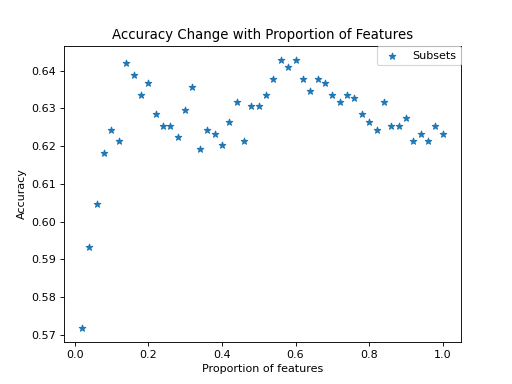 Accuracy Change with Proportion of Features
Subsets
0.64
0.63
0.62
0.61
0.60
0.59
0.58
0.57
Accuracy
0.0 0.2 0.4 0.6 0.8 1.0
Proportion of features